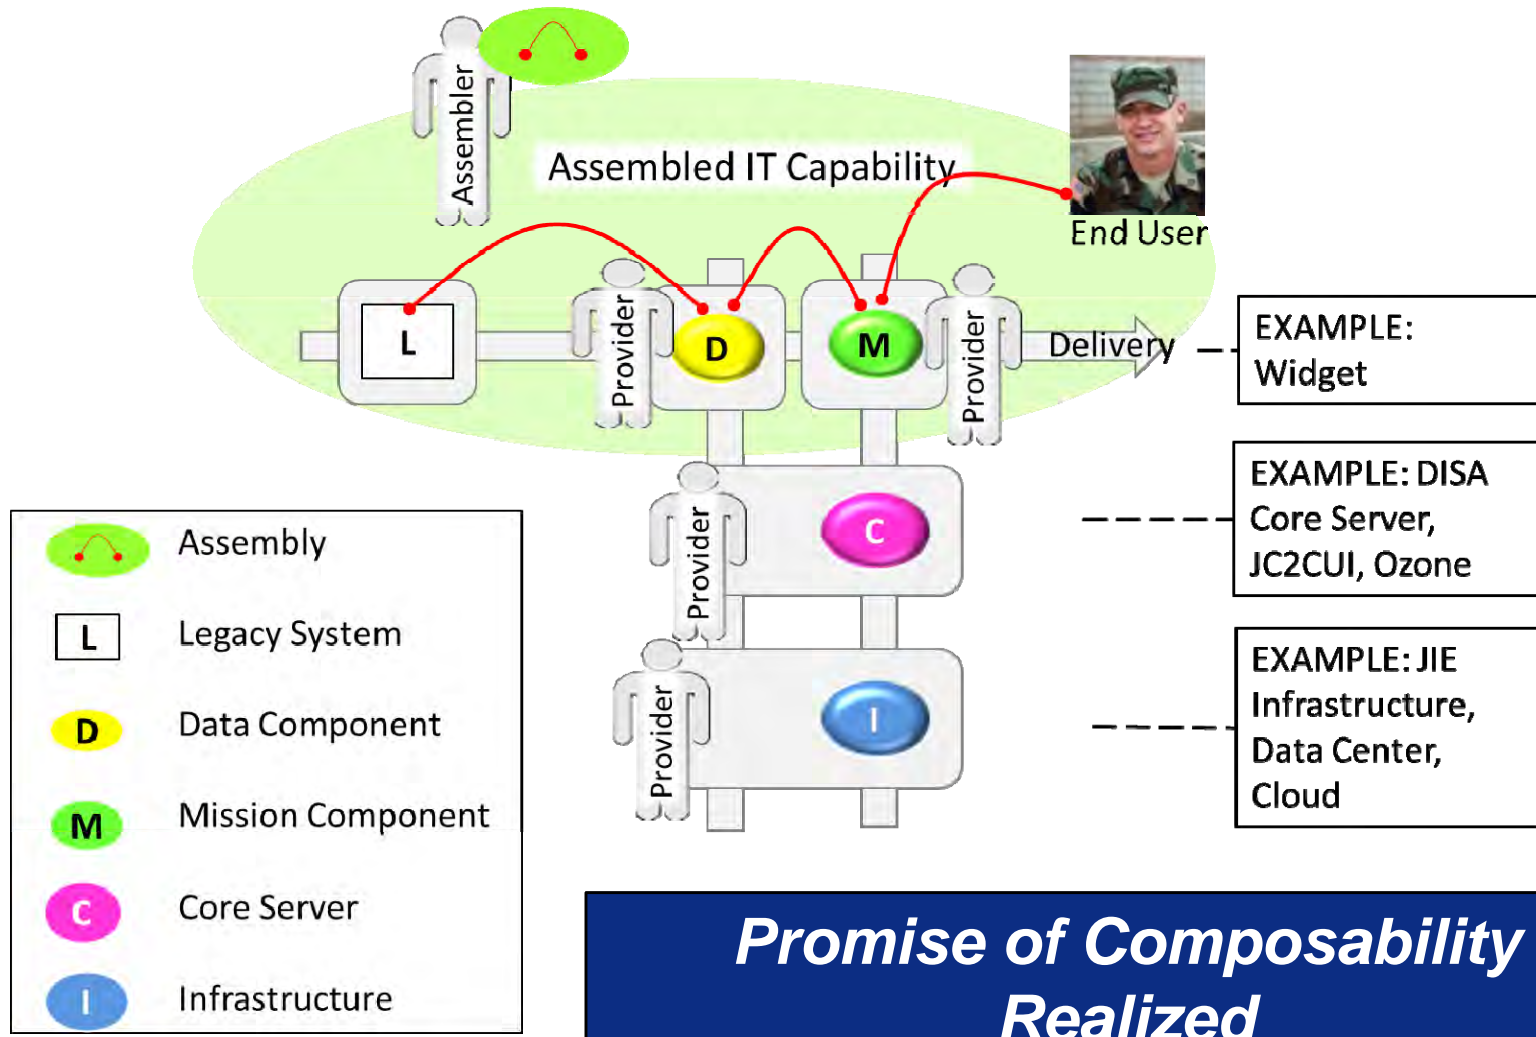 Assembler
Assembled IT Capability
End User
L
Provider
D
M
Provider
Delivery
EXAMPLE:
Widget
Provider
C
EXAMPLE: DISA
Core Server,
JC2CUI, Ozone
Provider
I
EXAMPLE: JIE
Infrastructure,
Data Center,
Cloud
Assembly
L Legacy System
D Data Component
M Mission Component
C Core Server
I Infrastructure
Promise of Composability
Realized